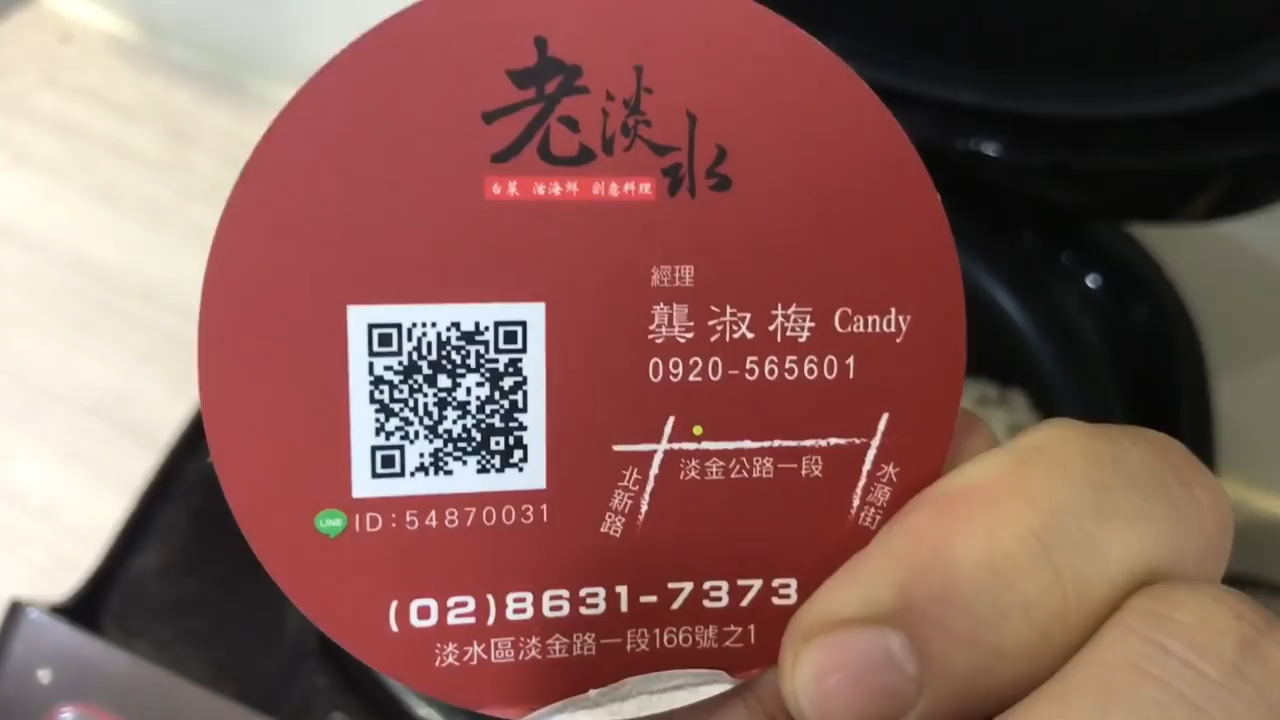 老淡水
台菜 活海鮮 創意料理
經理
龔淑梅 Candy
0920-565601
淡金公路一段
北新路
水源街
LINE ID:54870031
(02)8631-7373
淡水區淡金路一段166號之1